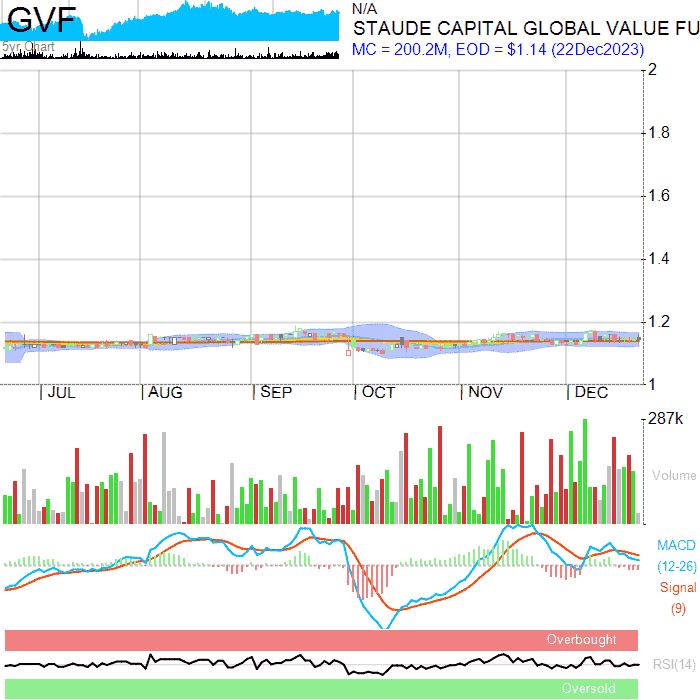 GVF
5yr Chart
N/A
STAUDE CAPITAL GLOBAL VALUE FU
MC = 200.2M, EOD = $1.14 (22Dec2023)
2
1.8
1.6
1.4
1.2
1
JUL AUG SEP OCT NOV DEC
287k
Volume
MACD
(12-26)
Signal
(9)
Overbought
RSI(14)
Oversold